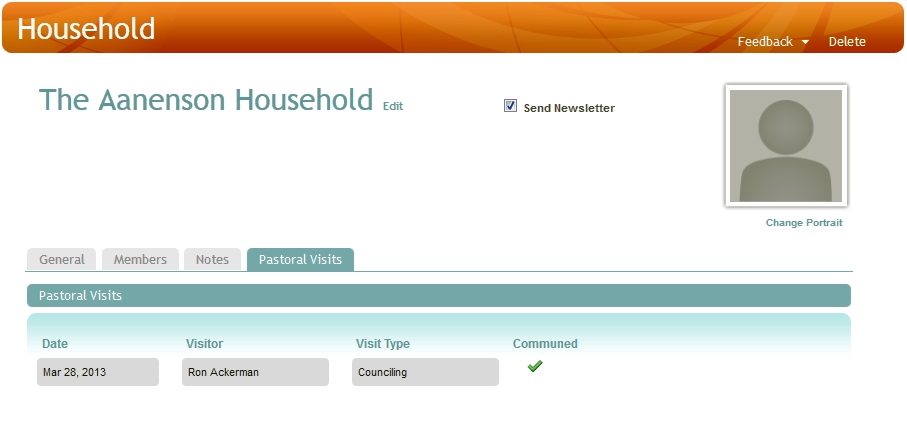 Household
Feedback Delete
The Aanenson Household Edit
Send Newsletter
Change Portrait
General Members Notes Pastoral Visits
Pastoral Visits
Date Visitor Visit Type Communed
Mar 28, 2013 Ron Ackerman Counciling